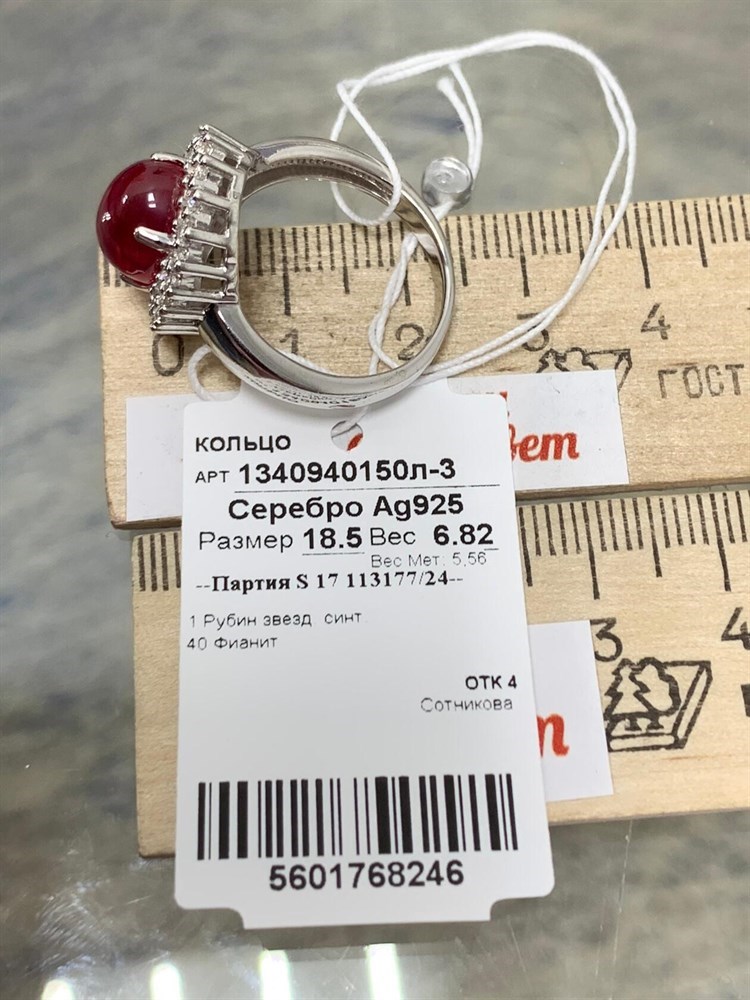 0 1 2 3 4
ГОСТ
кольцо
АРТ 1340940150л-3
Серебро Ag925
Размер 18.5 Вес 6.82
Вес Мет: 5,56
--Партия S 17 113177/24--
1 Рубин звезд синт.
40 Фианит
ОТК 4
Сотникова
5601768246
3 4